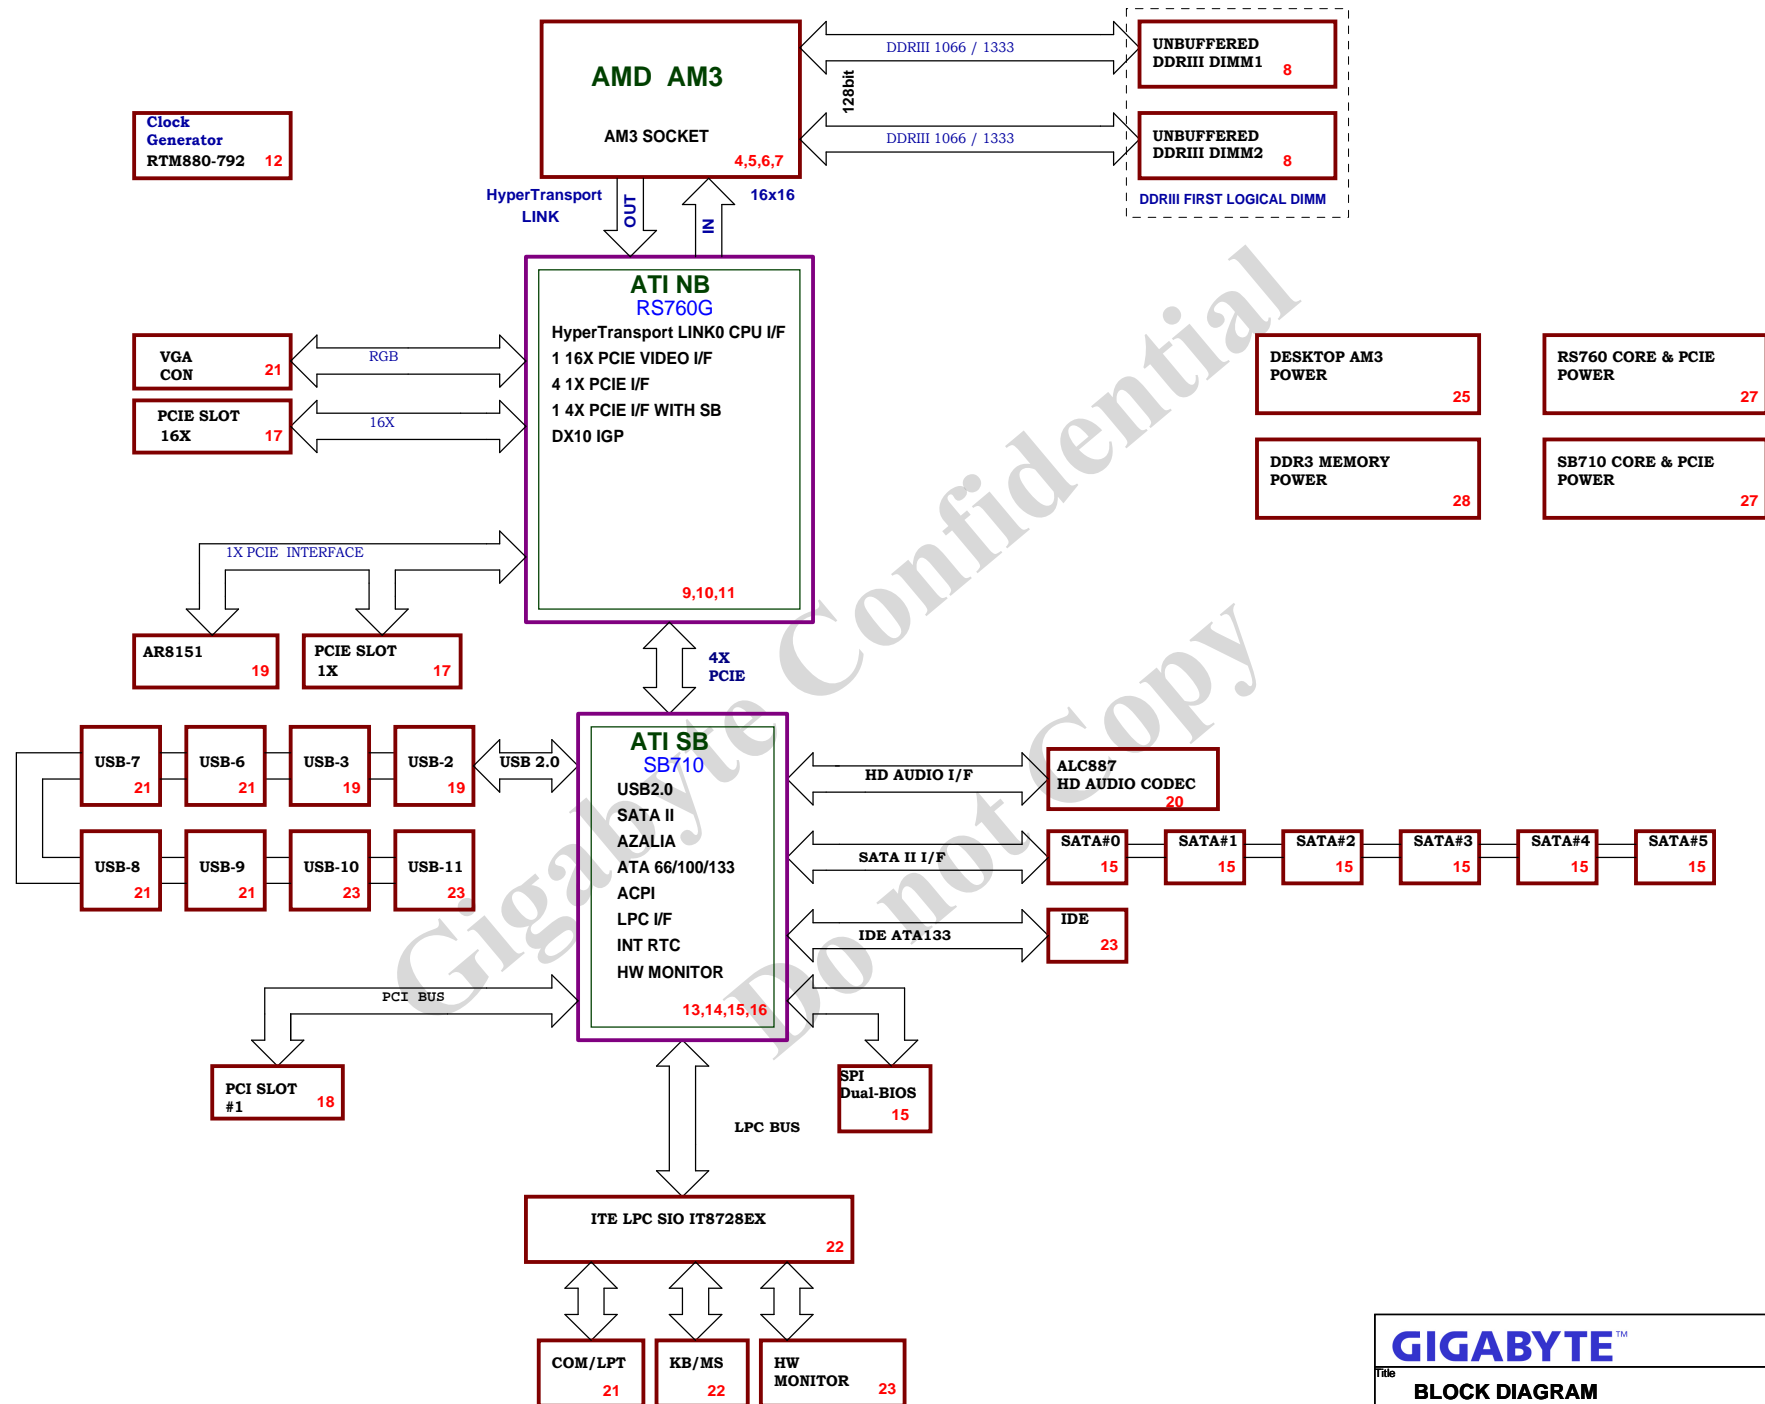 AMD AM3
AM3 SOCKET
4,5,6,7
DDRIII 1066 / 1333
128bit
DDRIII 1066 / 1333
UNBUFFERED
DDRIII DIMM1
8
UNBUFFERED
DDRIII DIMM2
8
DDRIII FIRST LOGICAL DIMM
Clock
Generator
RTM880-792 12
HyperTransport
LINK
OUT
IN
16x16
ATI NB
RS760G
HyperTransport LINK0 CPU I/F
1 16X PCIE VIDEO I/F
4 1X PCIE I/F
1 4X PCIE I/F WITH SB
DX10 IGP
9,10,11
VGA
CON
21
RGB
PCIE SLOT
16X
17
16X
DESKTOP AM3
POWER
25
RS760 CORE & PCIE
POWER
27
DDR3 MEMORY
POWER
28
SB710 CORE & PCIE
POWER
27
1X PCIE INTERFACE
AR8151
19
PCIE SLOT
1X
17
4X
PCIE
USB-7
21
USB-6
21
USB-3
19
USB-2
19
USB 2.0
USB-8
21
USB-9
21
USB-10
23
USB-11
23
ATI SB
SB710
USB2.0
SATA II
AZALIA
ATA 66/100/133
ACPI
LPC I/F
INT RTC
HW MONITOR
13,14,15,16
HD AUDIO I/F
ALC887
HD AUDIO CODEC
20
SATA II I/F
SATA#0
15
SATA#1
15
SATA#2
15
SATA#3
15
SATA#4
15
SATA#5
15
IDE ATA133
IDE
23
PCI BUS
PCI SLOT
#1
18
SPI
Dual-BIOS
15
LPC BUS
ITE LPC SIO IT8728EX
22
COM/LPT
21
KB/MS
22
HW
MONITOR
23
Gigabyte Confidential
Do not Copy
GIGABYTE™
Title
BLOCK DIAGRAM